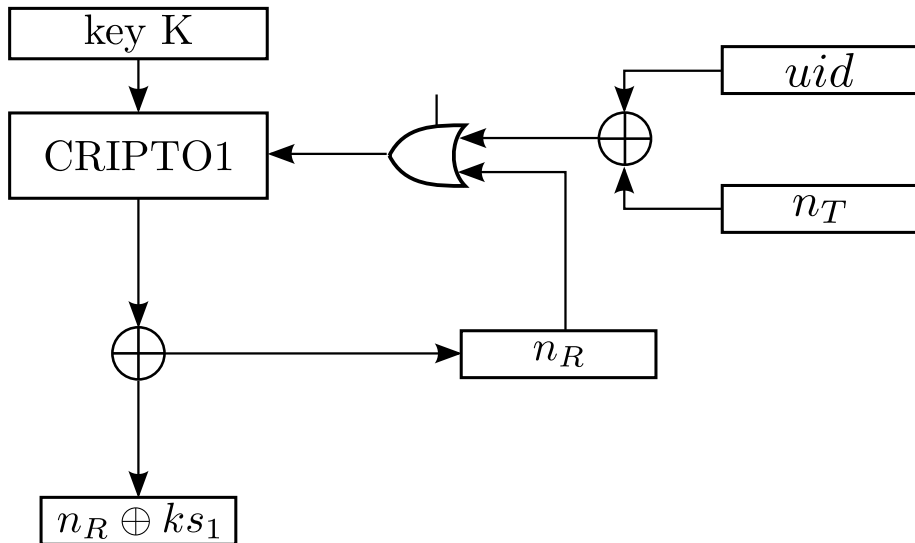 key K
uid
CRIPTO1
n_T
n_R
n_R ⊕ ks_1